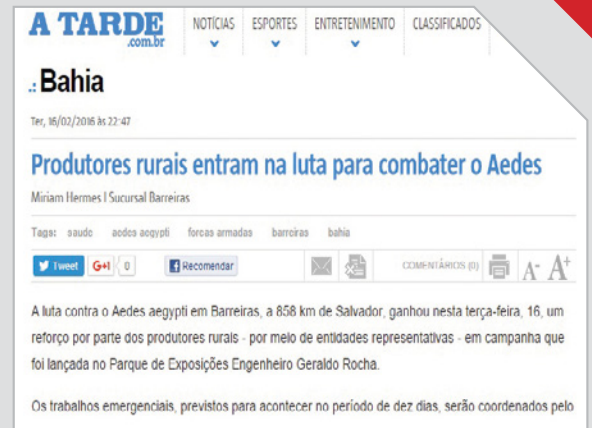 A TARDE
.com.br
NOTÍCIAS ESPORTES ENTRETENIMENTO CLASSIFICADOS
.: Bahia
Ter, 16/02/2016 às 22:47
Produtores rurais entram na luta para combater o Aedes
Miriam Hermes | Sucursal Barreiras
Tags: saude aedes aegypti forcas armadas barreiras bahia
Tweet G+1 0 Recomendar COMENTÁRIOS (0) A- A+
A luta contra o Aedes aegypti em Barreiras, a 858 km de Salvador, ganhou nesta terça-feira, 16, um
reforço por parte dos produtores rurais - por meio de entidades representativas - em campanha que
foi lançada no Parque de Exposições Engenheiro Geraldo Rocha.
Os trabalhos emergenciais, previstos para acontecer no período de dez dias, serão coordenados pelo